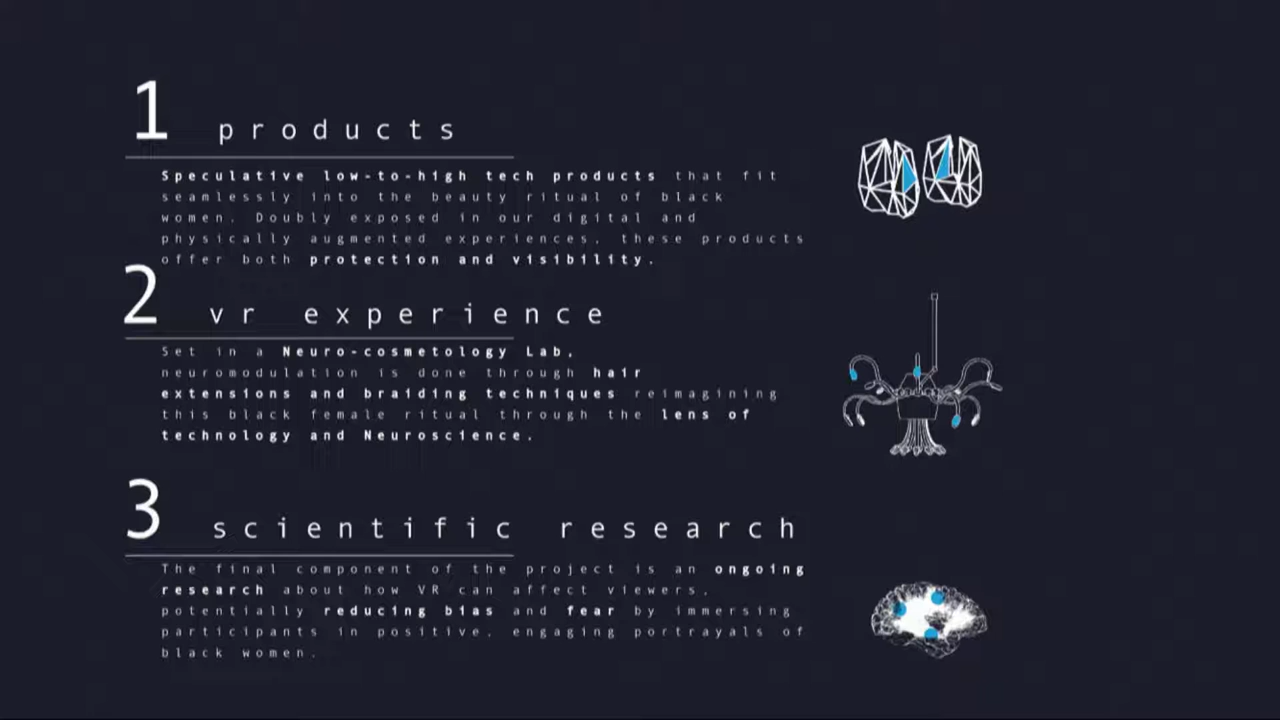 1 products
Speculative low-to-high tech products that fit
seamlessly into the beauty ritual of black
women. Doubly exposed in our digital and
physically augmented experiences, these products
offer both protection and visibility.
2 vr experience
Set in a Neuro-cosmetology Lab,
neuromodulation is done through hair
extensions and braiding techniques reimagining
this black female ritual through the lens of
technology and Neuroscience.
3 scientific research
The final component of the project is an ongoing
research about how VR can affect viewers,
potentially reducing bias and fear by immersing
participants in positive, engaging portrayals of
black women.